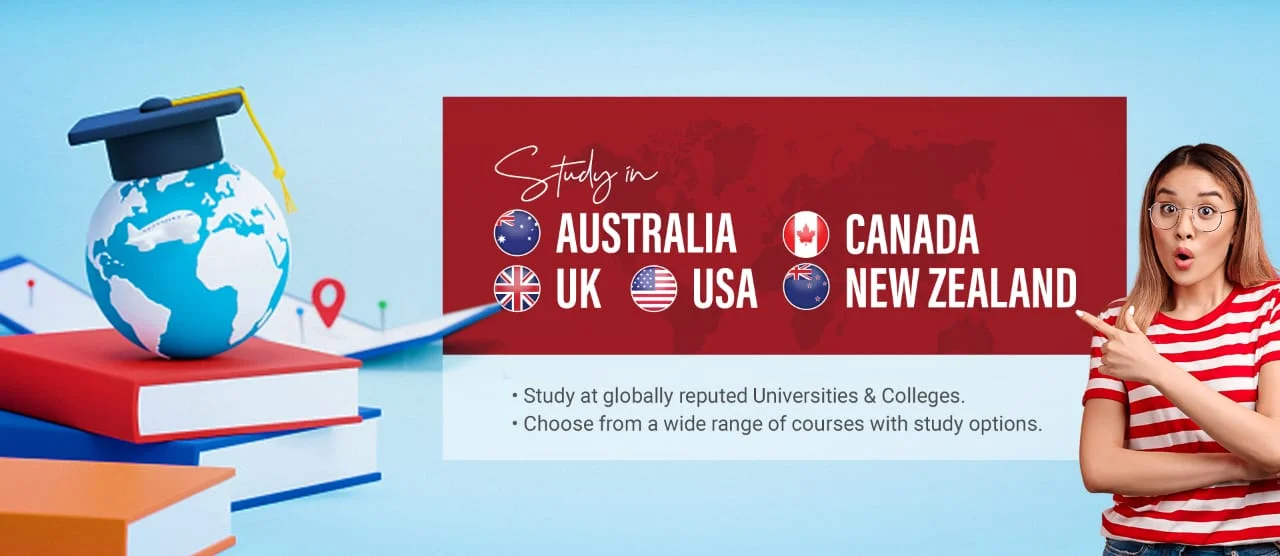 Study in
AUSTRALIA CANADA
UK USA NEW ZEALAND
• Study at globally reputed Universities & Colleges.
• Choose from a wide range of courses with study options.